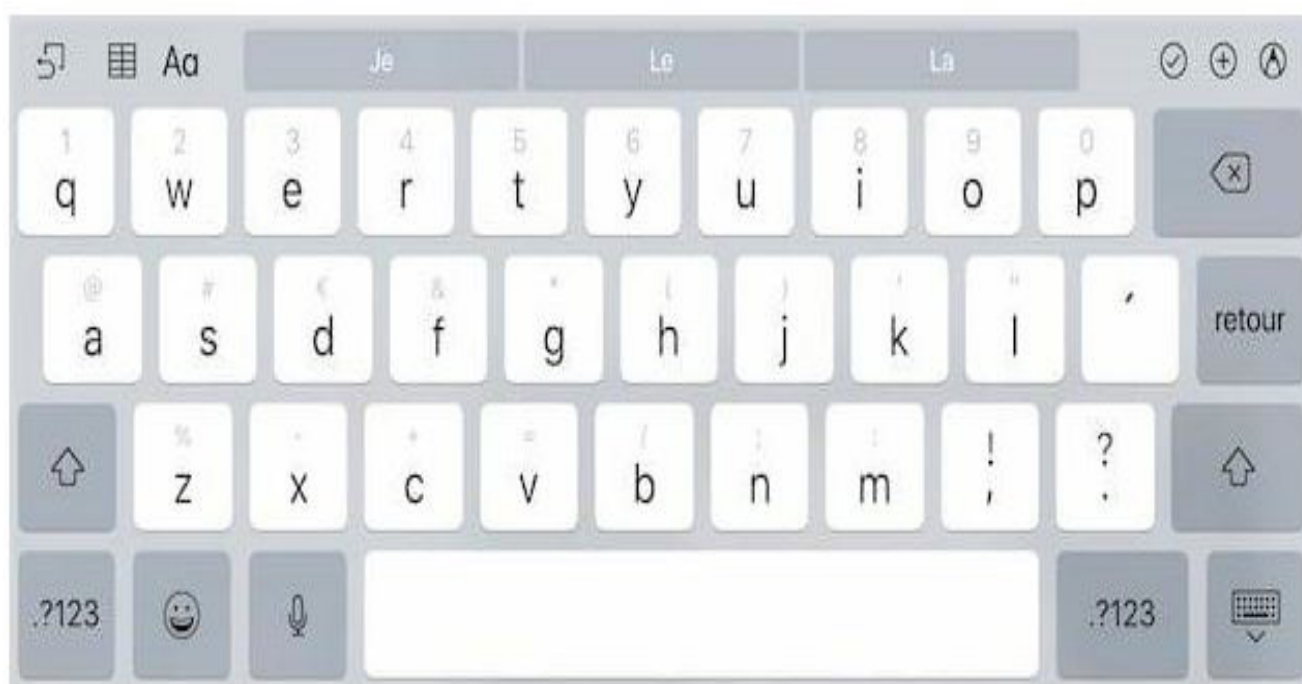 Aa Je Le La
1 2 3 4 5 6 7 8 9 0
q w e r t y u i o p
@ # € & * ( ) ' "
a s d f g h j k l ´ retour
% - + = / ; : ! ?
z x c v b n m , .
.?123 .?123